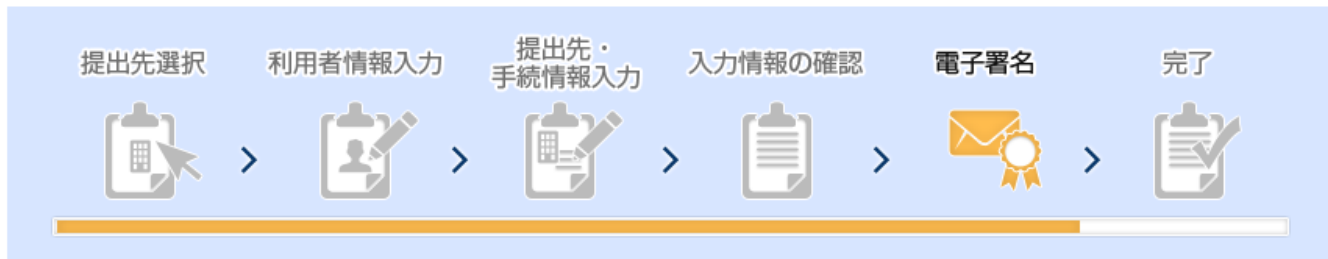 提出先選択
利用者情報入力
提出先・
手続情報入力
入力情報の確認
電子署名
完了